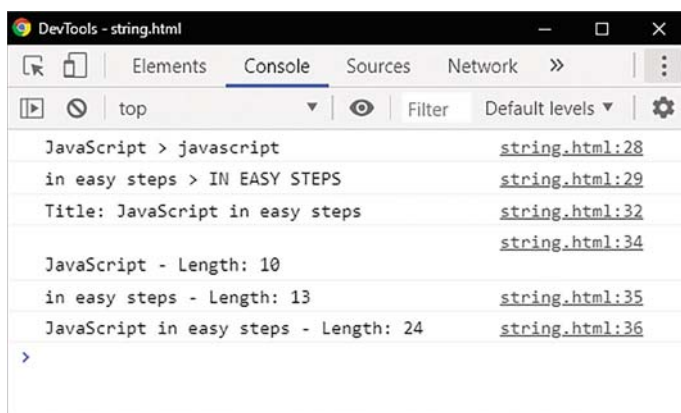 DevTools - string.html
Elements Console Sources Network »
top Filter Default levels
JavaScript > javascript string.html:28
in easy steps > IN EASY STEPS string.html:29
Title: JavaScript in easy steps string.html:32
string.html:34
JavaScript - Length: 10
in easy steps - Length: 13 string.html:35
JavaScript in easy steps - Length: 24 string.html:36
>